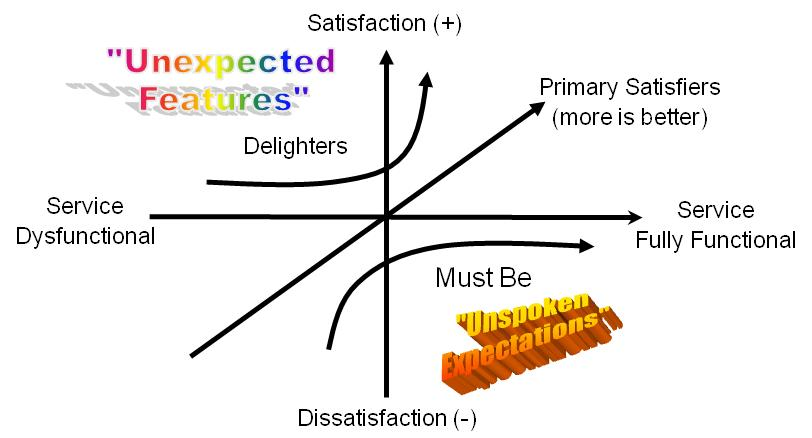 Satisfaction (+)
"Unexpected
Features"
Primary Satisfiers
(more is better)
Delighters
Service
Dysfunctional
Service
Fully Functional
Must Be
"Unspoken
Expectations"
Dissatisfaction (-)